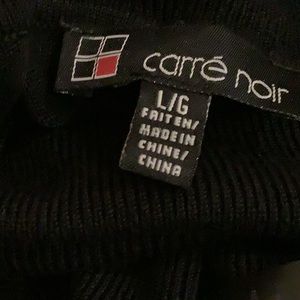 carré noir
L/G
FAIT EN/
MADE IN
CHINE/
CHINA